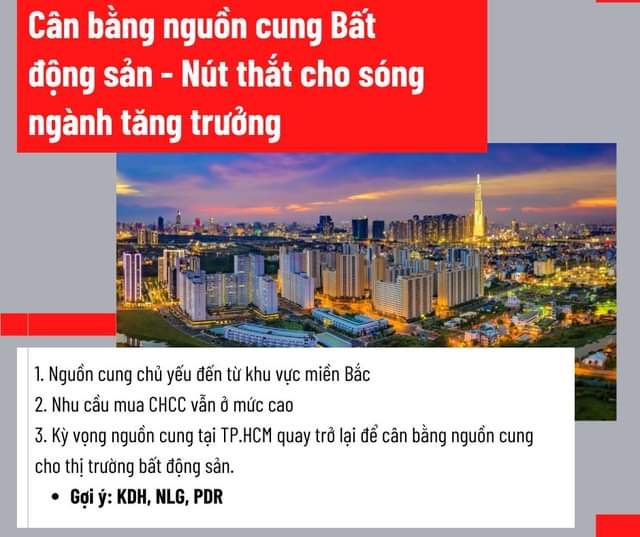 Cân bằng nguồn cung Bất
động sản - Nút thắt cho sóng
ngành tăng trưởng
1. Nguồn cung chủ yếu đến từ khu vực miền Bắc
2. Nhu cầu mua CHCC vẫn ở mức cao
3. Kỳ vọng nguồn cung tại TP.HCM quay trở lại để cân bằng nguồn cung
cho thị trường bất động sản.
• Gợi ý: KDH, NLG, PDR